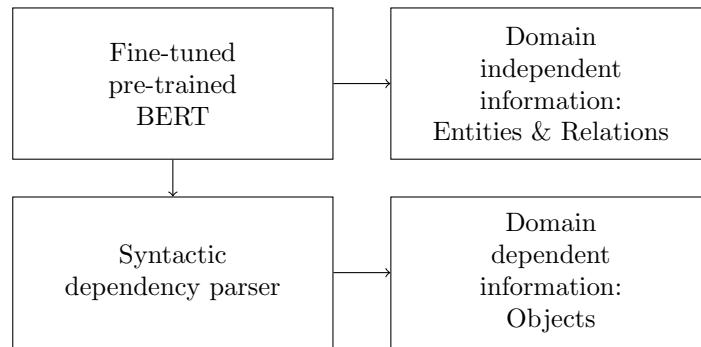 Fine-tuned
pre-trained
BERT
Domain
independent
information:
Entities & Relations
Syntactic
dependency parser
Domain
dependent
information:
Objects